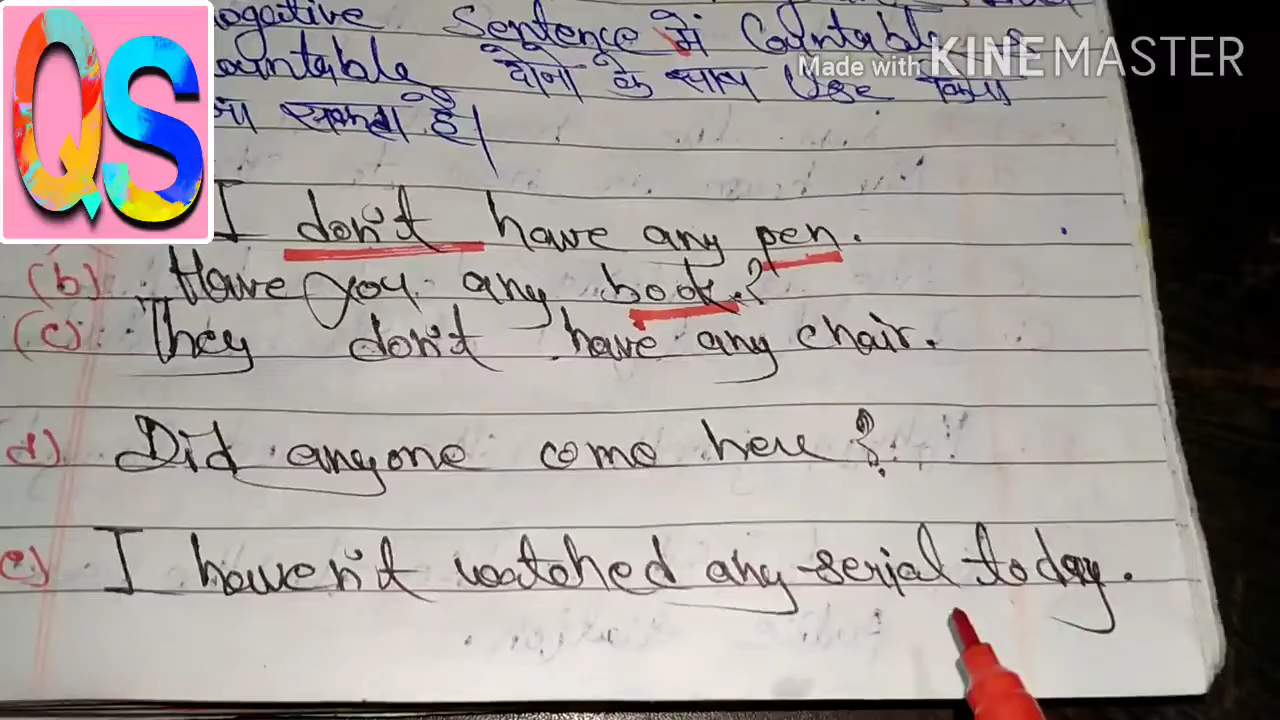 Sentence में Countable
दोनो के साथ Use किया
जा सकता है।
QS
Made with KINEMASTER
I don't have any pen.
(b) Have you any book.?
(c) They don't have any chair.
d) Did anyone come here?
e) I haven't watched any serial today.